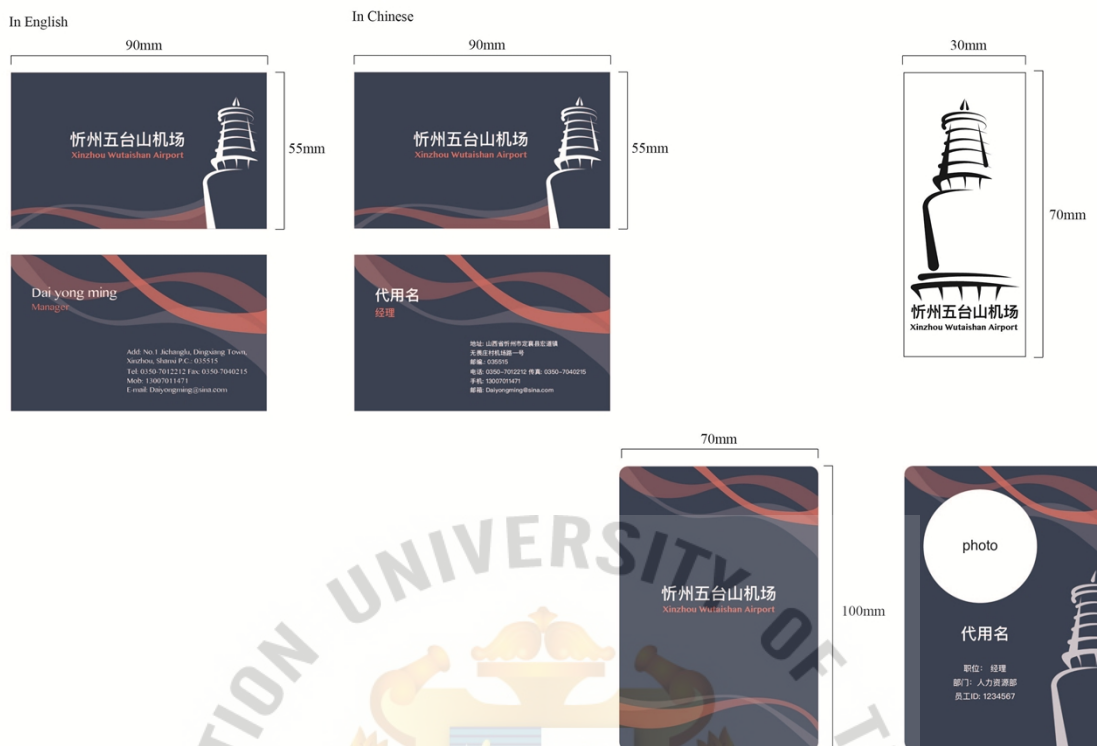 In English
In Chinese
90mm
90mm
30mm
忻州五台山机场
Xinzhou Wutaishan Airport
55mm
忻州五台山机场
Xinzhou Wutaishan Airport
55mm
70mm
忻州五台山机场
Xinzhou Wutaishan Airport
Dai yong ming
Manager
Add: No.1 Jichanglu, Dingxiang Town,
Xinzhou, Shanxi P.C.: 035515
Tel: 0350-7012212 Fax: 0350-7040215
Mob: 13007011471
E-mail: Daiyongming@sina.com
代用名
经理
地址: 山西省忻州市定襄县宏道镇
无畏庄村机场路一号
邮编: 035515
电话: 0350-7012212 传真: 0350-7040215
手机: 13007011471
邮箱: Daiyongming@sina.com
70mm
忻州五台山机场
Xinzhou Wutaishan Airport
100mm
photo
代用名
职位: 经理
部门: 人力资源部
员工ID: 1234567
TION UNIVERSITY OF T